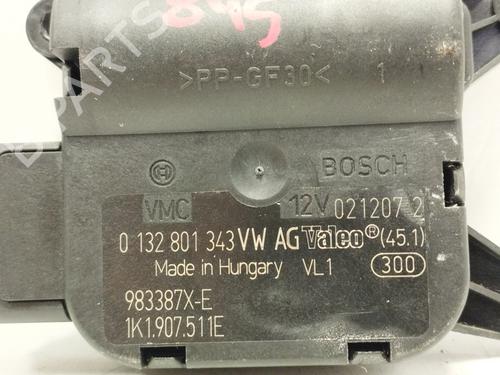 845
>PP-GF30< 1
BOSCH
VMC 12V 021207 2
0 132 801 343 VW AG Valeo® (45.1)
Made in Hungary VL1 300
983387X-E
1K1.907.511E